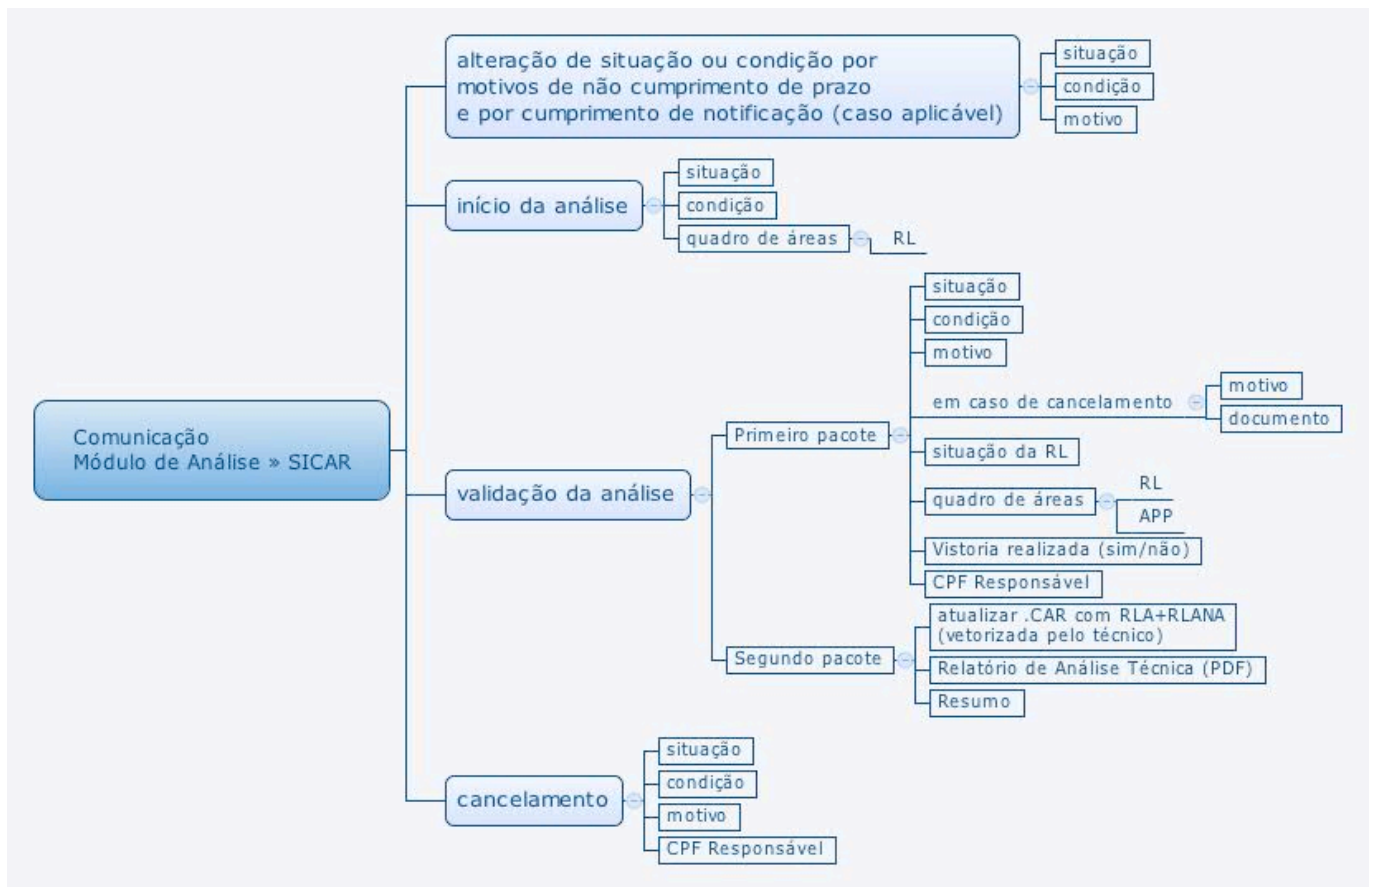 Comunicação
Módulo de Análise » SICAR
alteração de situação ou condição por
motivos de não cumprimento de prazo
e por cumprimento de notificação (caso aplicável)
situação
condição
motivo
início da análise
situação
condição
quadro de áreas
RL
validação da análise
Primeiro pacote
situação
condição
motivo
em caso de cancelamento
motivo
documento
situação da RL
quadro de áreas
RL
APP
Vistoria realizada (sim/não)
CPF Responsável
Segundo pacote
atualizar .CAR com RLA+RLANA
(vetorizada pelo técnico)
Relatório de Análise Técnica (PDF)
Resumo
cancelamento
situação
condição
motivo
CPF Responsável